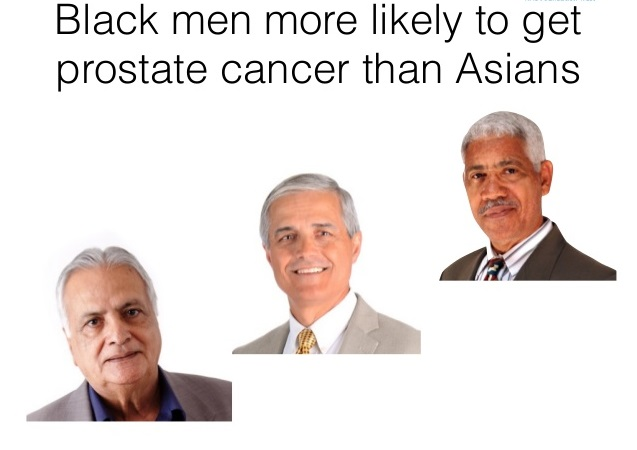 Black men more likely to get
prostate cancer than Asians